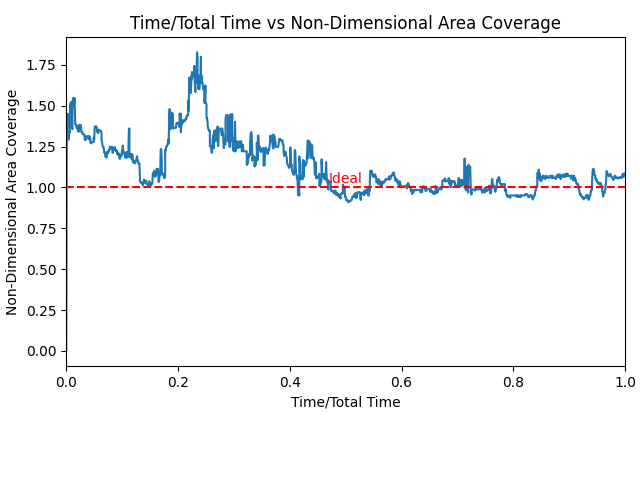 Time/Total Time vs Non-Dimensional Area Coverage
Non-Dimensional Area Coverage
1.75
1.50
1.25
1.00
0.75
0.50
0.25
0.00
Ideal
0.0 0.2 0.4 0.6 0.8 1.0
Time/Total Time